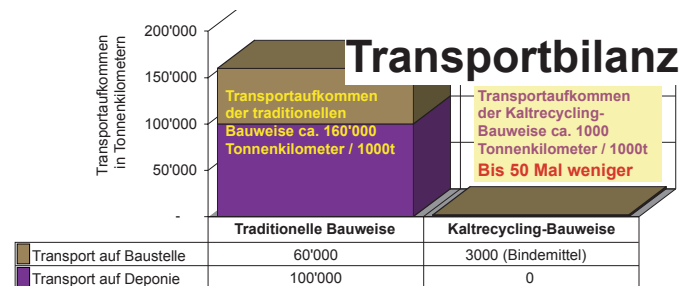 Transportbilanz
Transportaufkommen
in Tonnenkilometern
200'000
150'000
100'000
50'000
-
Transportaufkommen
der traditionellen
Bauweise ca. 160'000
Tonnenkilometer / 1000t
Transportaufkommen
der Kaltrecycling-
Bauweise ca. 1000
Tonnenkilometer / 1000t
Bis 50 Mal weniger
Traditionelle Bauweise Kaltrecycling-Bauweise
Transport auf Baustelle 60'000 3000 (Bindemittel)
Transport auf Deponie 100'000 0